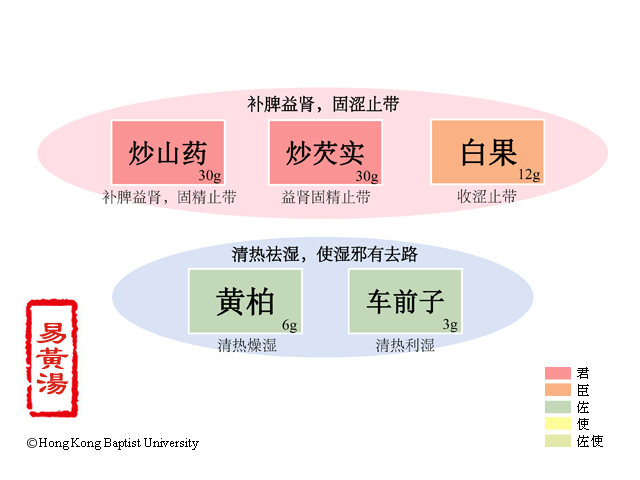 补脾益肾，固涩止带
炒山药
30g
补脾益肾，固精止带
炒芡实
30g
益肾固精止带
白果
12g
收涩止带
清热祛湿，使湿邪有去路
黄柏
6g
清热燥湿
车前子
3g
清热利湿
易黃湯
君
臣
佐
使
佐使
©Hong Kong Baptist University